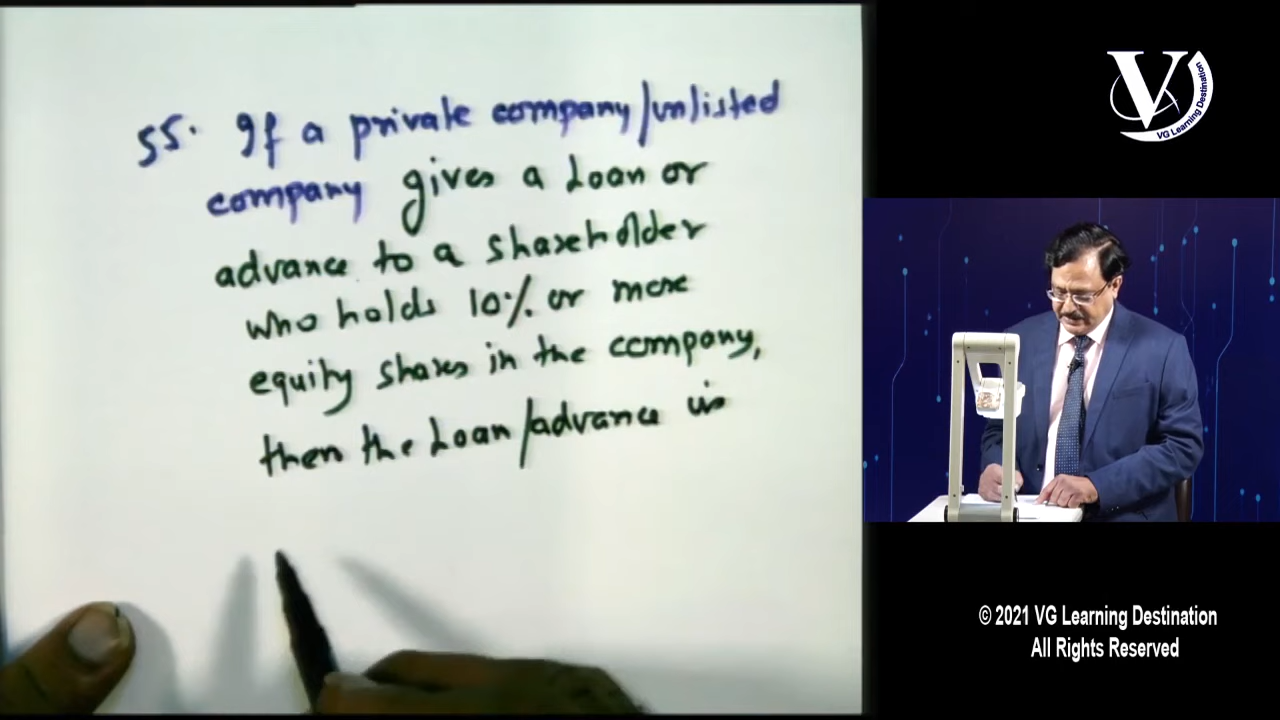 55. If a private company/unlisted
company gives a Loan or
advance to a shareholder
who holds 10% or more
equity shares in the company,
then the Loan/advance is
V
VG Learning Destination
© 2021 VG Learning Destination
All Rights Reserved